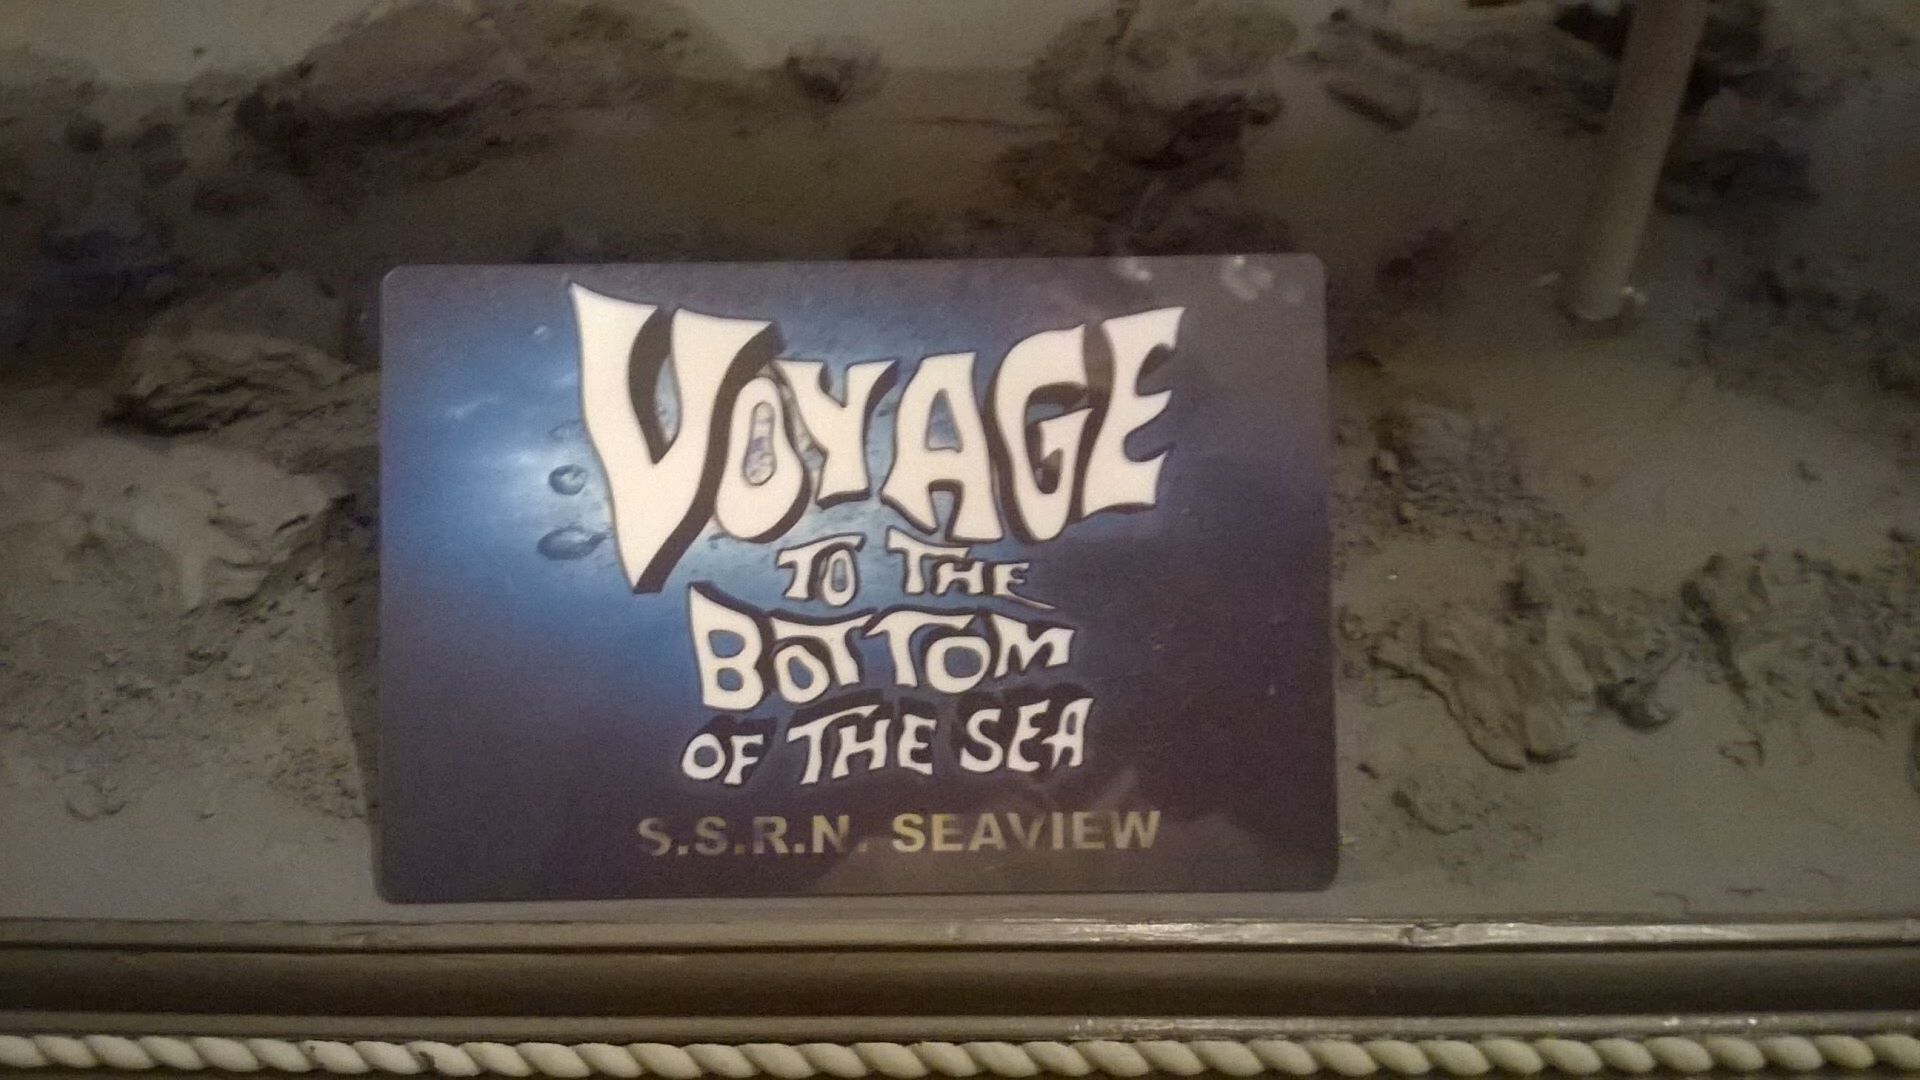 VOYAGE
TO THE
BOTTOM
OF THE SEA
S.S.R.N. SEAVIEW